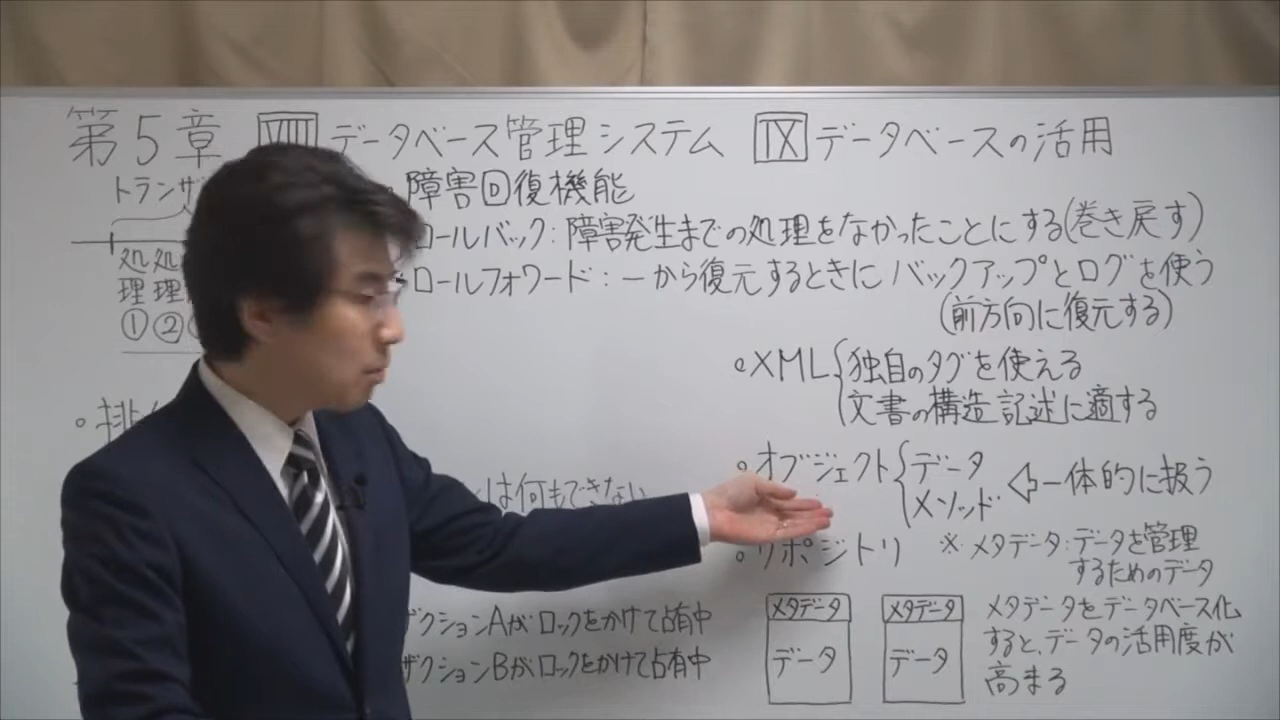 第5章 Ⅷ データベース管理システム Ⅸ データベースの活用
トランザ
処理① 処理②
障害回復機能
ロールバック:障害発生までの処理をなかったことにする(巻き戻す)
ロールフォワード:一から復元するときにバックアップとログを使う
(前方向に復元する)
・排
は何もできない
クションAがロックをかけて占有中
ザクションBがロックをかけて占有中
・XML{独自のタグを使える
文書の構造記述に適する
・オブジェクト{データ
メソッド
⇦一体的に扱う
・リポジトリ ※メタデータ:データを管理
するためのデータ
メタデータ
データ
メタデータ
データ
メタデータをデータベース化
すると、データの活用度が
高まる